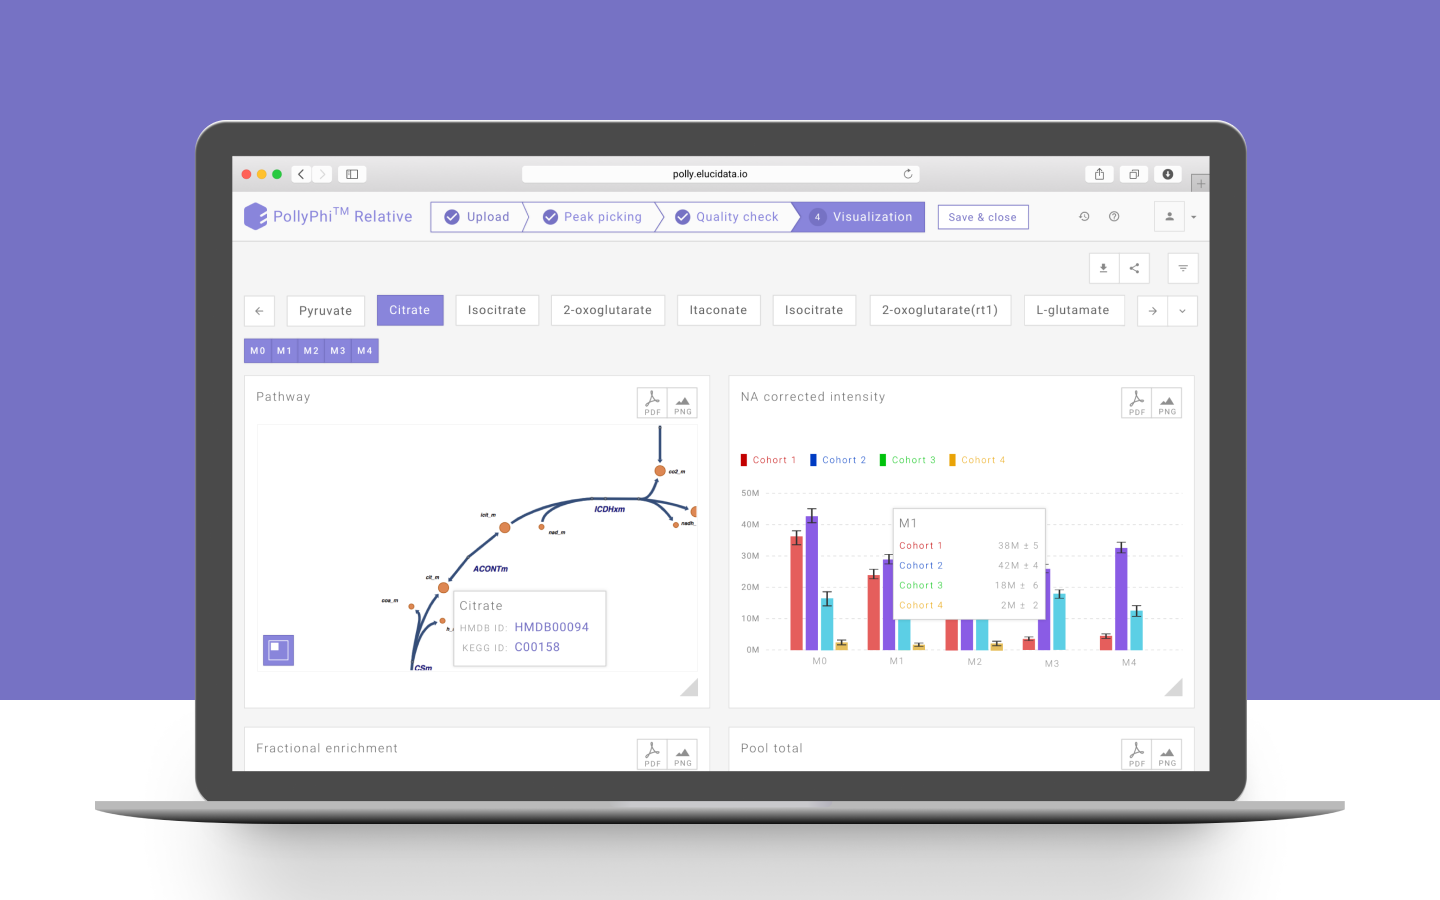 polly.elucidata.io
PollyPhi™ Relative
Upload
Peak picking
Quality check
4 Visualization
Save & close
Pyruvate
Citrate
Isocitrate
2-oxoglutarate
Itaconate
Isocitrate
2-oxoglutarate(rt1)
L-glutamate
M0 M1 M2 M3 M4
Pathway
PDF PNG
co2_m
icit_m
ICDHxm
nadh_
nad_m
ACONTm
cit_m
coa_m
h_
CSm
Citrate
HMDB ID: HMDB00094
KEGG ID: C00158
NA corrected intensity
PDF PNG
Cohort 1 Cohort 2 Cohort 3 Cohort 4
50M
40M
30M
20M
10M
0M
M1
Cohort 1 38M ± 5
Cohort 2 42M ± 4
Cohort 3 18M ± 6
Cohort 4 2M ± 2
M0 M1 M2 M3 M4
Fractional enrichment
PDF PNG
Pool total
PDF PNG